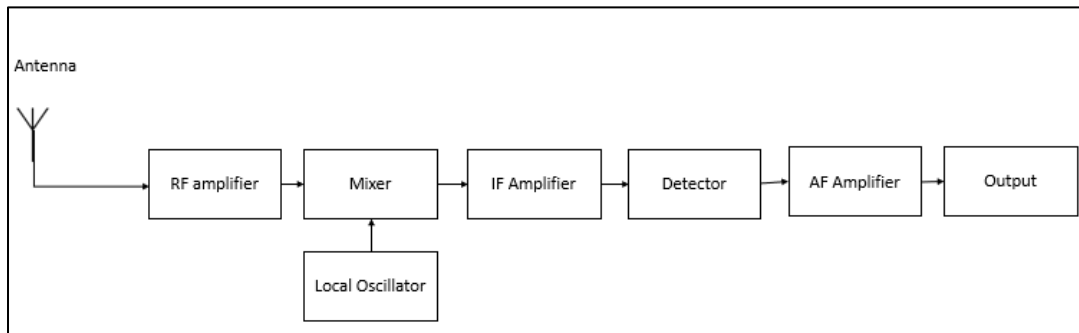 Antenna
RF amplifier
Mixer
IF Amplifier
Detector
AF Amplifier
Output
Local Oscillator